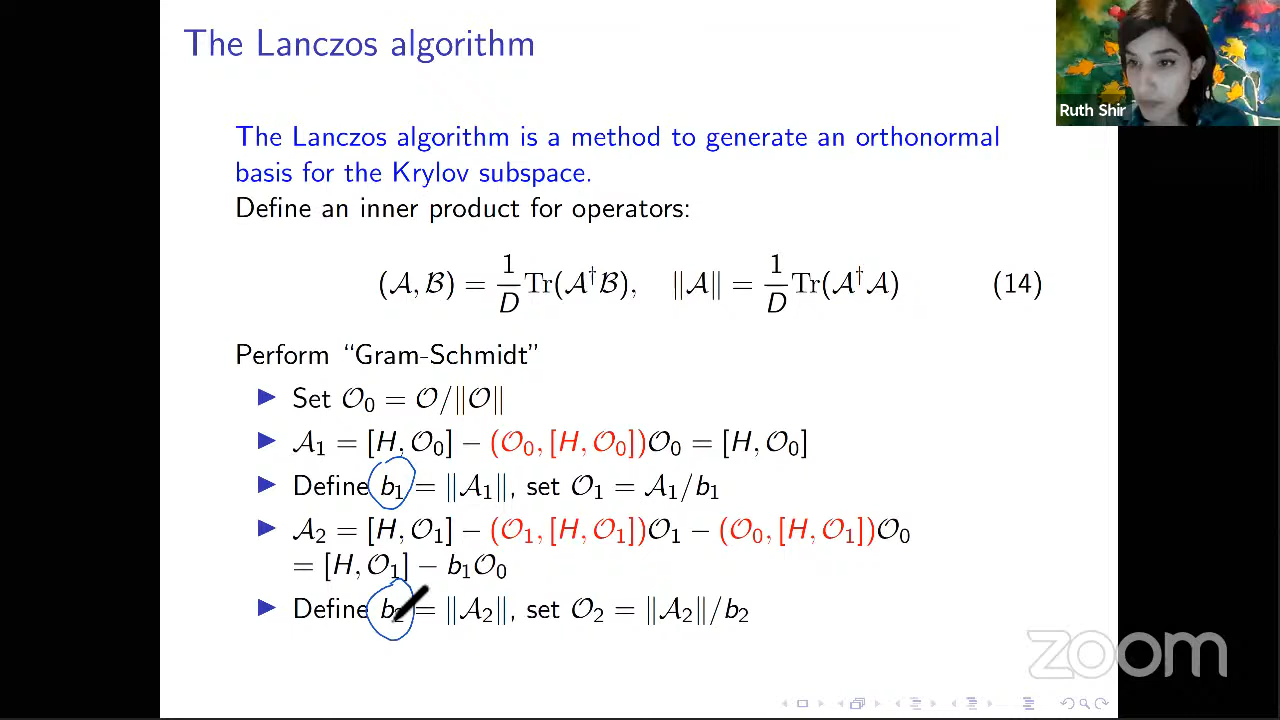 The Lanczos algorithm
Ruth Shir
The Lanczos algorithm is a method to generate an orthonormal
basis for the Krylov subspace.
Define an inner product for operators:
(𝒜, ℬ) = 1/D Tr(𝒜†ℬ), ‖𝒜‖ = 1/D Tr(𝒜†𝒜) (14)
Perform “Gram-Schmidt”
▶ Set 𝒪₀ = 𝒪/‖𝒪‖
▶ 𝒜₁ = [H, 𝒪₀] − (𝒪₀, [H, 𝒪₀])𝒪₀ = [H, 𝒪₀]
▶ Define b₁ = ‖𝒜₁‖, set 𝒪₁ = 𝒜₁/b₁
▶ 𝒜₂ = [H, 𝒪₁] − (𝒪₁, [H, 𝒪₁])𝒪₁ − (𝒪₀, [H, 𝒪₁])𝒪₀
= [H, 𝒪₁] − b₁𝒪₀
▶ Define b₂ = ‖𝒜₂‖, set 𝒪₂ = ‖𝒜₂‖/b₂
zoom